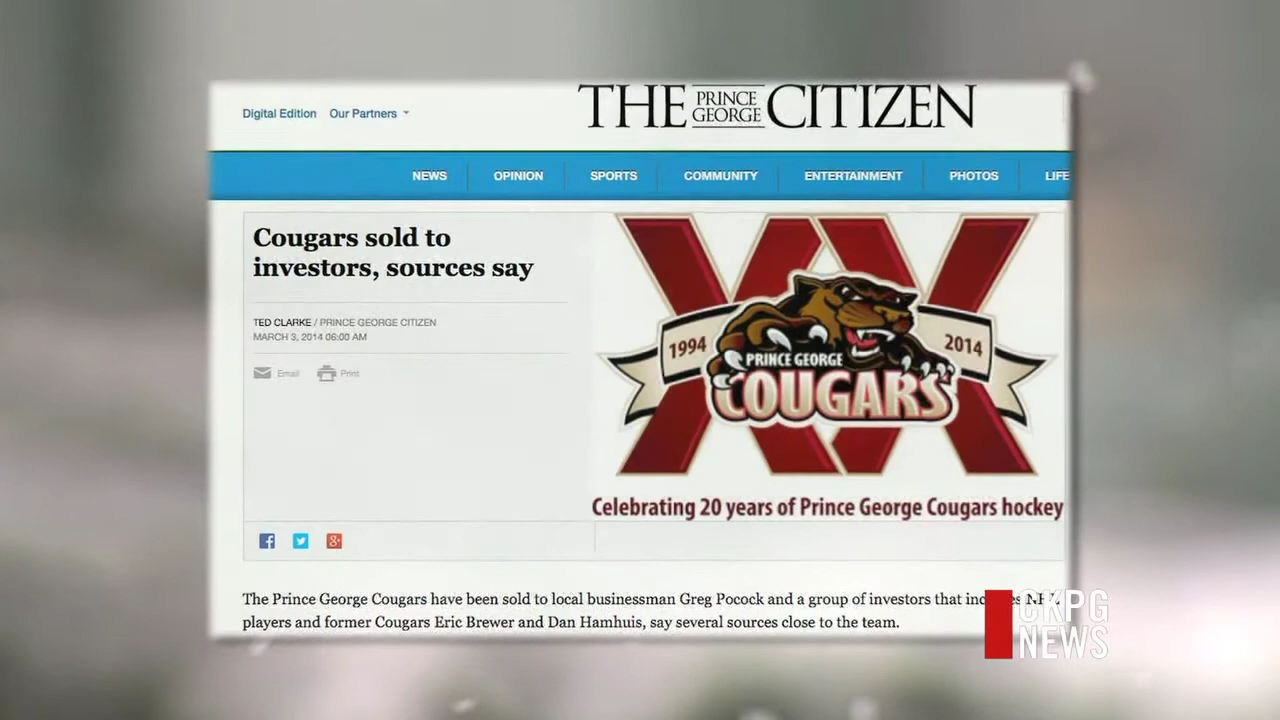 Digital Edition Our Partners
THE PRINCE GEORGE CITIZEN
NEWS OPINION SPORTS COMMUNITY ENTERTAINMENT PHOTOS LIFE
Cougars sold to
investors, sources say
TED CLARKE / PRINCE GEORGE CITIZEN
MARCH 3, 2014 06:00 AM
Email Print
1994 2014
PRINCE GEORGE
COUGARS
XX
Celebrating 20 years of Prince George Cougars hockey
The Prince George Cougars have been sold to local businessman Greg Pocock and a group of investors that
players and former Cougars Eric Brewer and Dan Hamhuis, say several sources close to the team.
CKPG
NEWS